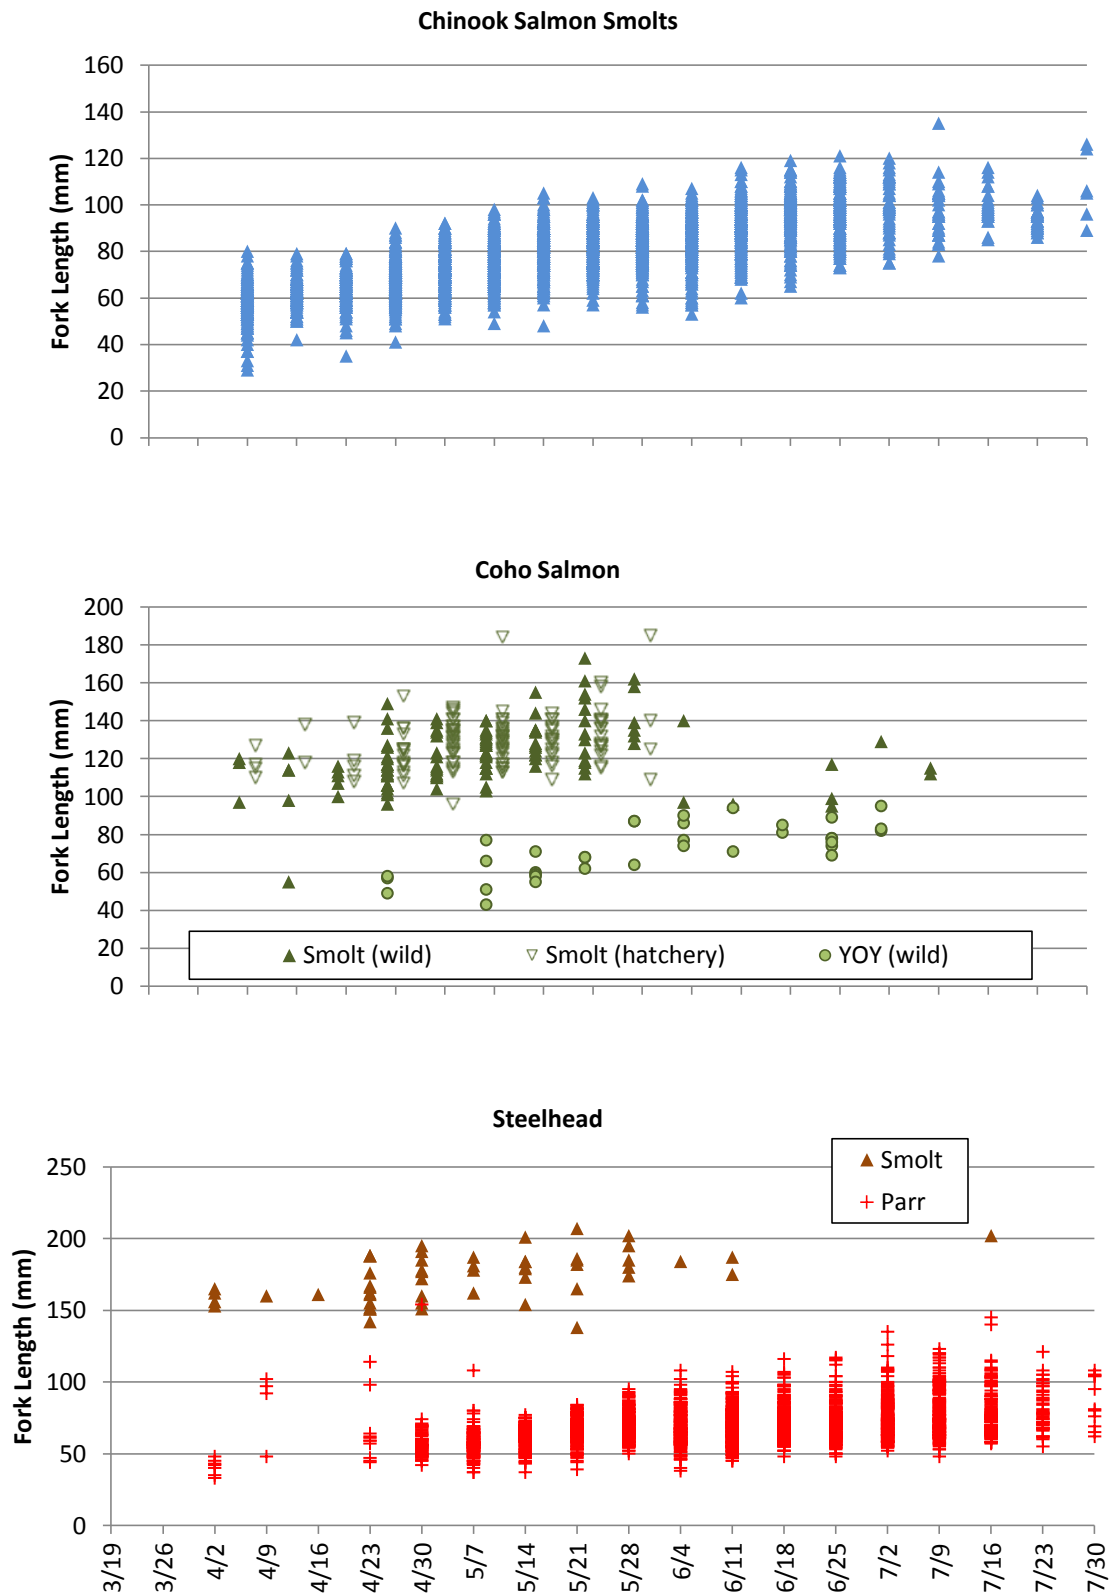 Chinook Salmon Smolts
Fork Length (mm)
160
140
120
100
80
60
40
20
0
Coho Salmon
Fork Length (mm)
200
180
160
140
120
100
80
60
40
20
0
Smolt (wild) Smolt (hatchery) YOY (wild)
Steelhead
Fork Length (mm)
250
200
150
100
50
0
Smolt
Parr
3/19 3/26 4/2 4/9 4/16 4/23 4/30 5/7 5/14 5/21 5/28 6/4 6/11 6/18 6/25 7/2 7/9 7/16 7/23 7/30